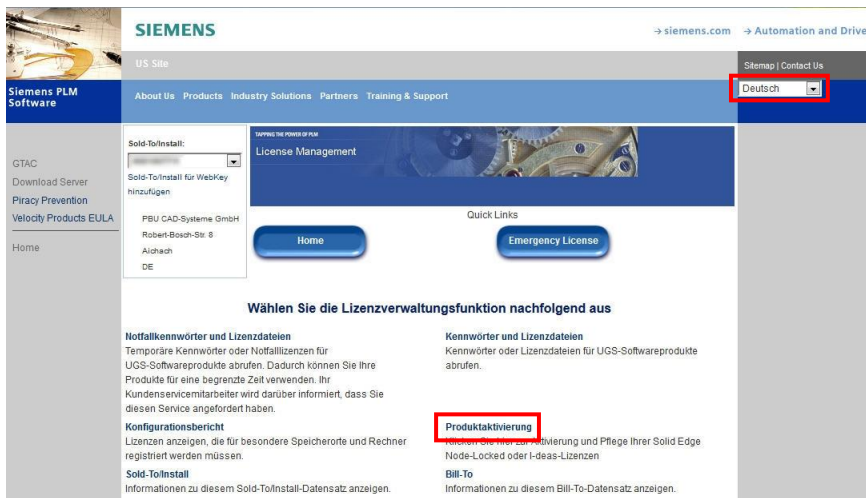 SIEMENS
siemens.com
Automation and Drive
US Site
Sitemap | Contact Us
Siemens PLM
Software
About Us Products Industry Solutions Partners Training & Support
Deutsch
GTAC
Download Server
Piracy Prevention
Velocity Products EULA
Home
Sold-To/Install:
Sold-To/Install für WebKey
hinzufügen
PBU CAD-Systeme GmbH
Robert-Bosch-Str. 8
Aichach
DE
TAPPING THE POWER OF PLM
License Management
Quick Links
Home
Emergency License
Wählen Sie die Lizenzverwaltungsfunktion nachfolgend aus
Notfallkennwörter und Lizenzdateien
Temporäre Kennwörter oder Notfalllizenzen für
UGS-Softwareprodukte abrufen. Dadurch können Sie Ihre
Produkte für eine begrenzte Zeit verwenden. Ihr
Kundenservicemitarbeiter wird darüber informiert, dass Sie
diesen Service angefordert haben.
Kennwörter und Lizenzdateien
Kennwörter oder Lizenzdateien für UGS-Softwareprodukte
abrufen.
Konfigurationsbericht
Lizenzen anzeigen, die für besondere Speicherorte und Rechner
registriert werden müssen.
Produktaktivierung
Klicken Sie hier zur Aktivierung und Pflege Ihrer Solid Edge
Node-Locked oder I-deas-Lizenzen
Sold-To/Install
Informationen zu diesem Sold-To/Install-Datensatz anzeigen.
Bill-To
Informationen zu diesem Bill-To-Datensatz anzeigen.